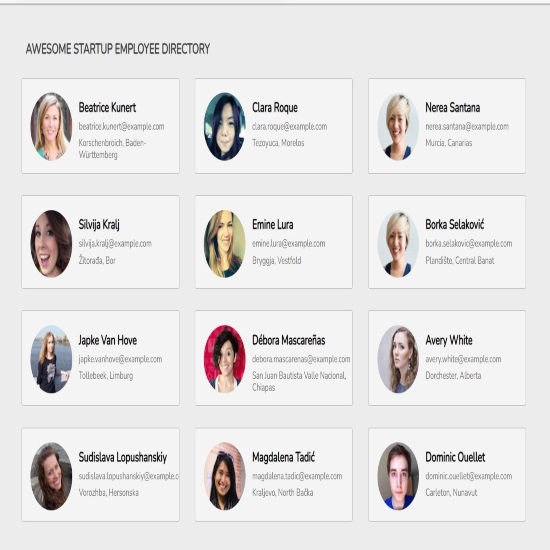 AWESOME STARTUP EMPLOYEE DIRECTORY
Beatrice Kunert
beatrice.kunert@example.com
Korschenbroich, Baden-
Württemberg
Clara Roque
clara.roque@example.com
Tezoyuca, Morelos
Nerea Santana
nerea.santana@example.com
Murcia, Canarias
Silvija Kralj
silvija.kralj@example.com
Žitorađa, Bor
Emine Lura
emine.lura@example.com
Bryggja, Vestfold
Borka Selaković
borka.selakovic@example.com
Plandište, Central Banat
Japke Van Hove
japke.vanhove@example.com
Tollebeek, Limburg
Débora Mascareñas
debora.mascarenas@example.com
San Juan Bautista Valle Nacional,
Chiapas
Avery White
avery.white@example.com
Dorchester, Alberta
Sudislava Lopushanskiy
sudislava.lopushanskiy@example.c
Vorozhba, Hersonska
Magdalena Tadić
magdalena.tadic@example.com
Kraljevo, North Bačka
Dominic Ouellet
dominic.ouellet@example.com
Carleton, Nunavut